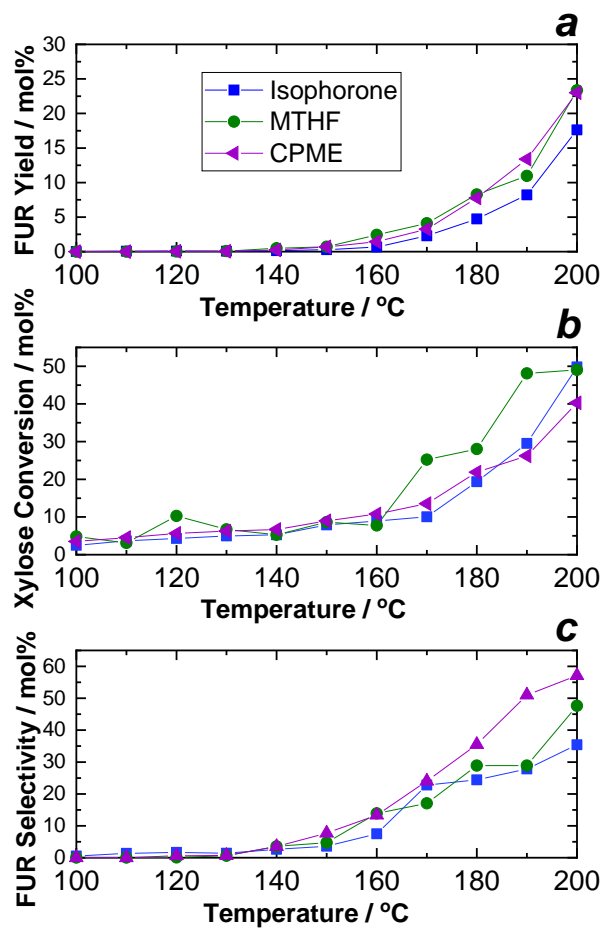 a
30
25
20
15
10
5
0
FUR Yield / mol%
Isophorone
MTHF
CPME
100 120 140 160 180 200
Temperature / °C
b
50
40
30
20
10
0
Xylose Conversion / mol%
100 120 140 160 180 200
Temperature / °C
c
60
50
40
30
20
10
0
FUR Selectivity / mol%
100 120 140 160 180 200
Temperature / °C